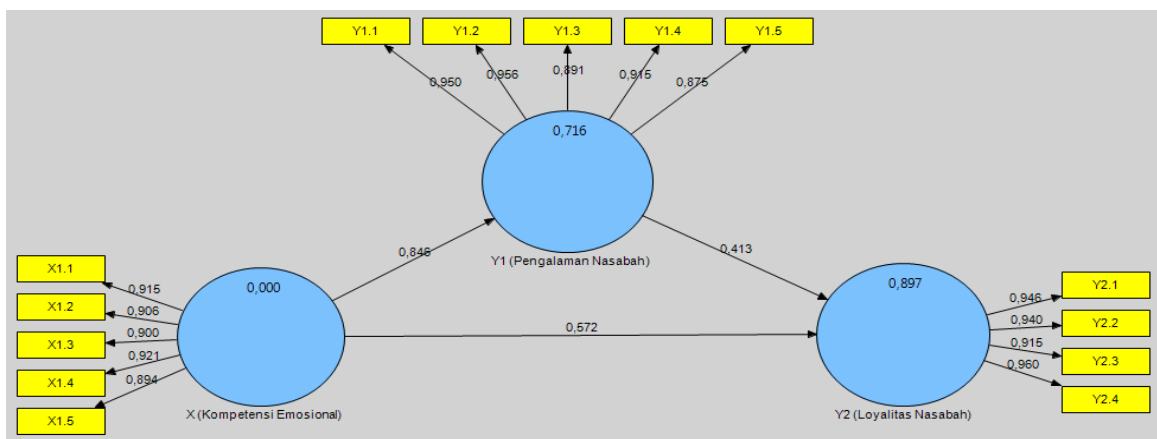 Y1.1
Y1.2
Y1.3
Y1.4
Y1.5
0,950
0,956
0,891
0,915
0,875
0,716
Y1 (Pengalaman Nasabah)
0,846
0,413
X1.1
X1.2
X1.3
X1.4
X1.5
0,915
0,906
0,900
0,921
0,894
0,000
X (Kompetensi Emosional)
0,572
0,897
Y2 (Loyalitas Nasabah)
0,946
0,940
0,915
0,960
Y2.1
Y2.2
Y2.3
Y2.4